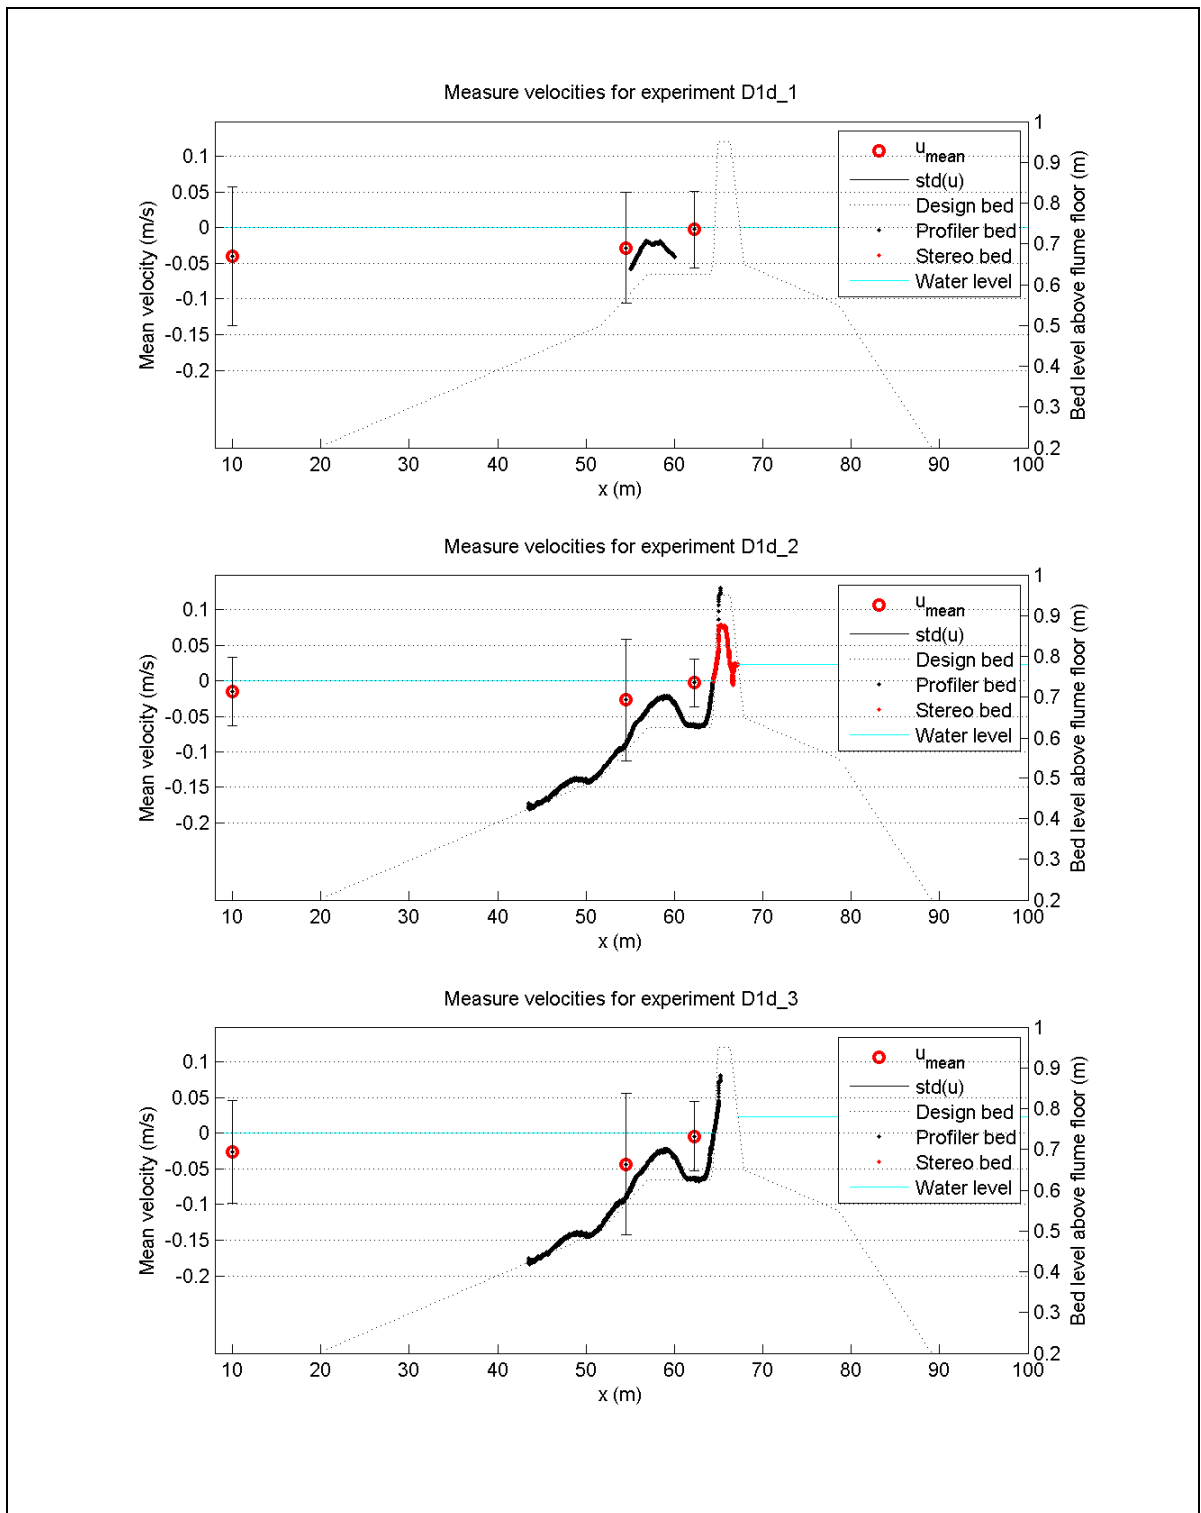 Measure velocities for experiment D1d_1
Mean velocity (m/s)
0.1
0.05
0
-0.05
-0.1
-0.15
-0.2
10 20 30 40 50 60 70 80 90 100
x (m)
1
0.9
0.8
0.7
0.6
0.5
0.4
0.3
0.2
Bed level above flume floor (m)
u_mean
std(u)
Design bed
Profiler bed
Stereo bed
Water level
Measure velocities for experiment D1d_2
Mean velocity (m/s)
0.1
0.05
0
-0.05
-0.1
-0.15
-0.2
10 20 30 40 50 60 70 80 90 100
x (m)
1
0.9
0.8
0.7
0.6
0.5
0.4
0.3
0.2
Bed level above flume floor (m)
u_mean
std(u)
Design bed
Profiler bed
Stereo bed
Water level
Measure velocities for experiment D1d_3
Mean velocity (m/s)
0.1
0.05
0
-0.05
-0.1
-0.15
-0.2
10 20 30 40 50 60 70 80 90 100
x (m)
1
0.9
0.8
0.7
0.6
0.5
0.4
0.3
0.2
Bed level above flume floor (m)
u_mean
std(u)
Design bed
Profiler bed
Stereo bed
Water level